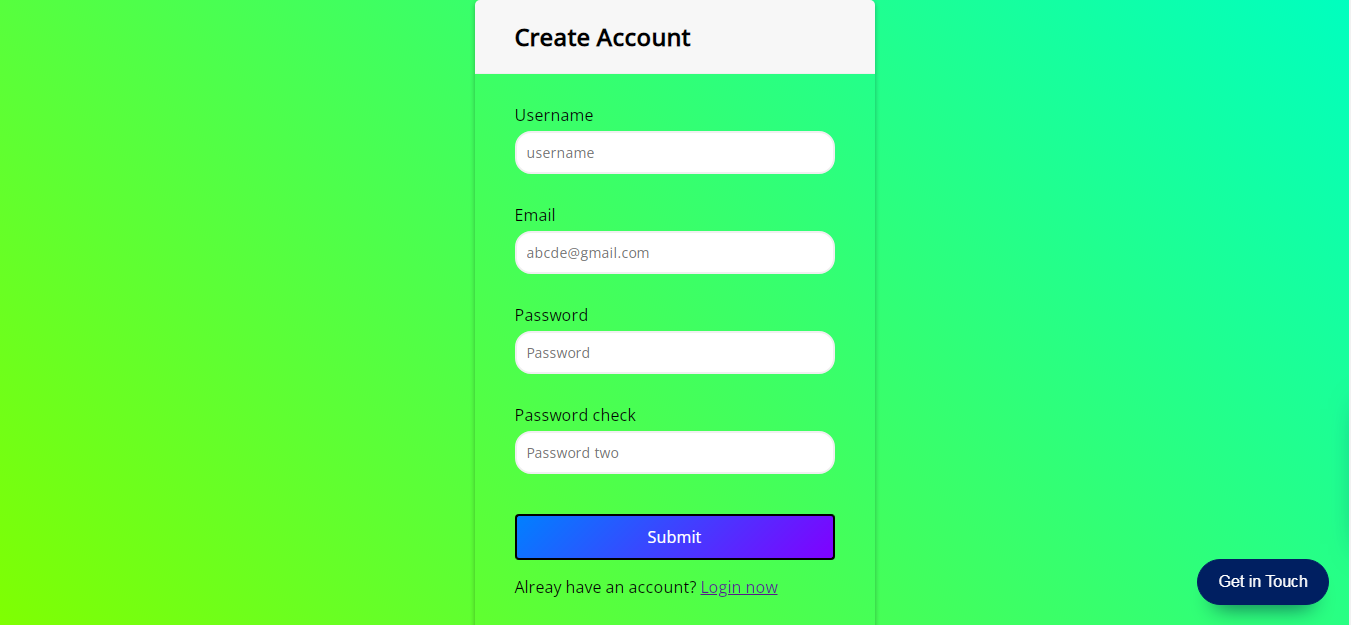 Create Account
Username
username
Email
abcde@gmail.com
Password
Password
Password check
Password two
Submit
Alreay have an account? Login now
Get in Touch